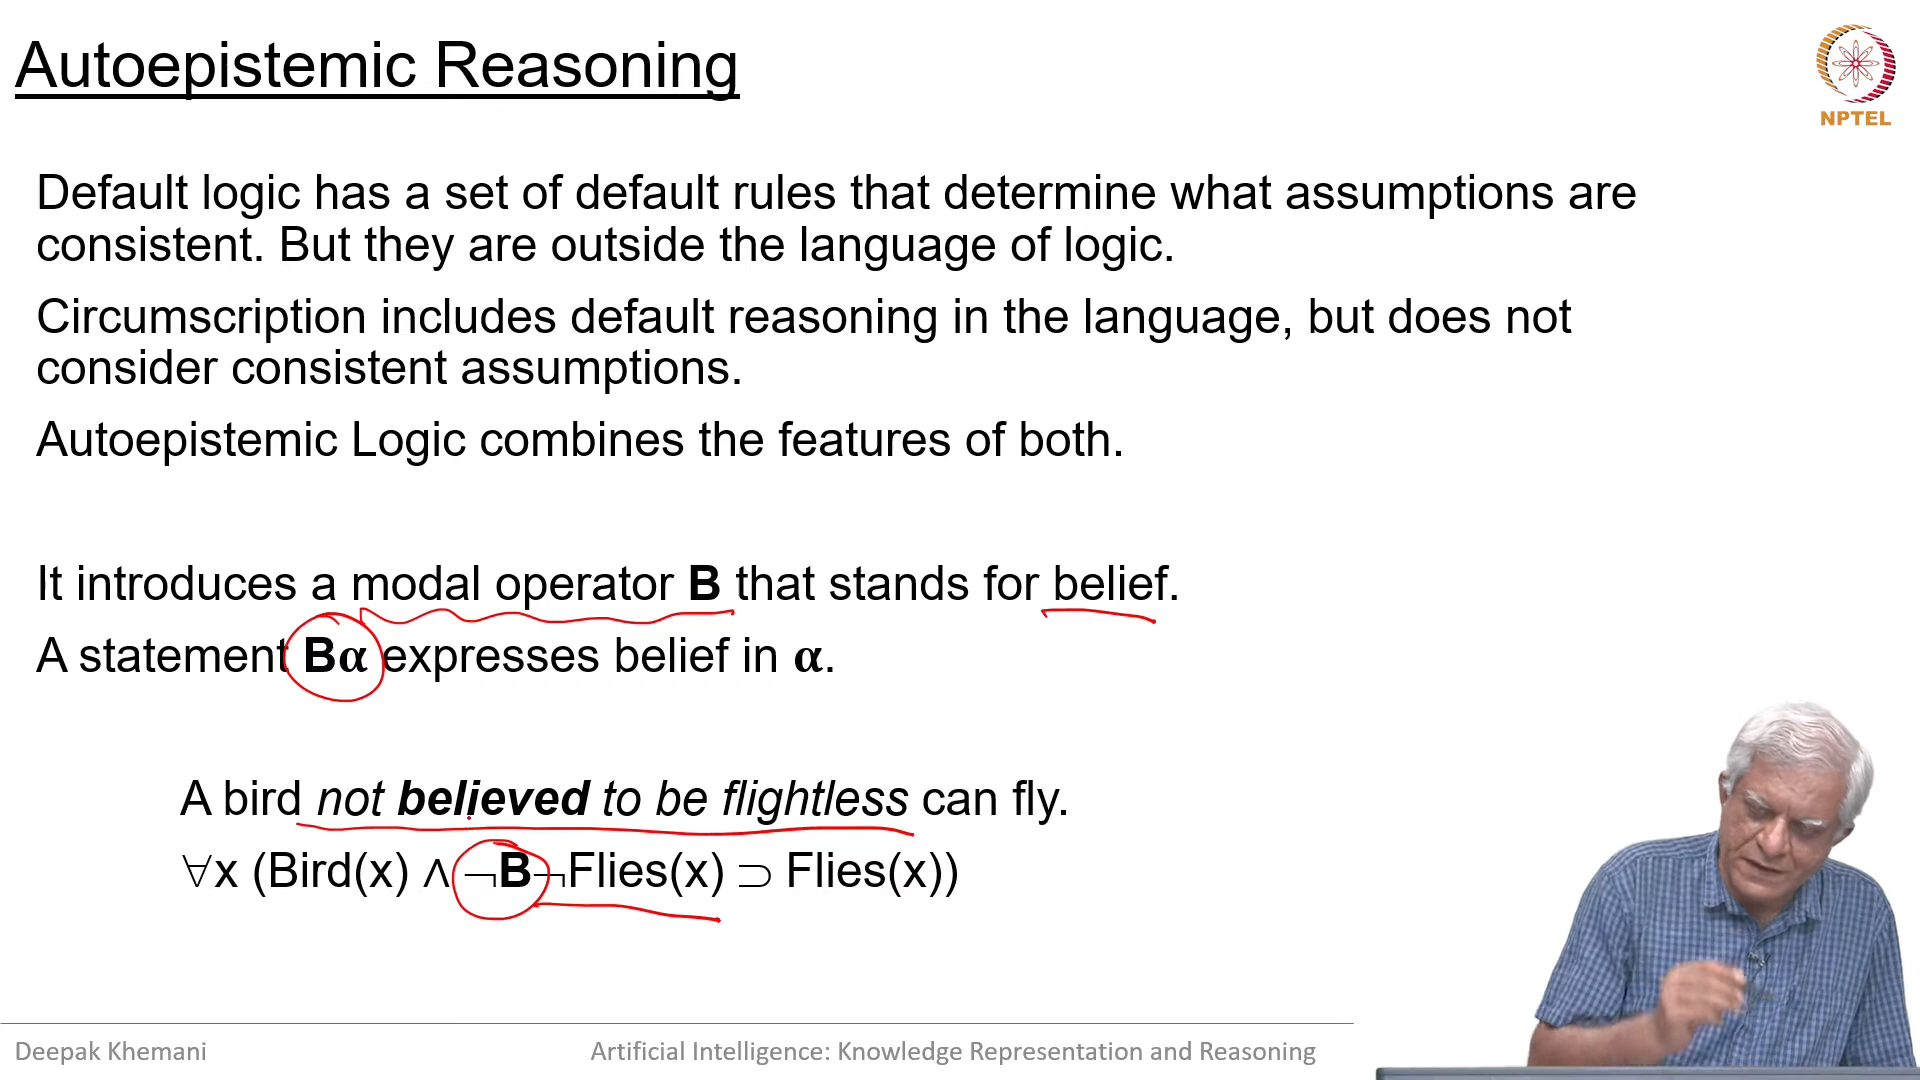 Autoepistemic Reasoning
NPTEL
Default logic has a set of default rules that determine what assumptions are
consistent. But they are outside the language of logic.
Circumscription includes default reasoning in the language, but does not
consider consistent assumptions.
Autoepistemic Logic combines the features of both.
It introduces a modal operator B that stands for belief.
A statement Bα expresses belief in α.
A bird not believed to be flightless can fly.
∀x (Bird(x) ∧ ¬B¬Flies(x) ⊃ Flies(x))
Deepak Khemani
Artificial Intelligence: Knowledge Representation and Reasoning